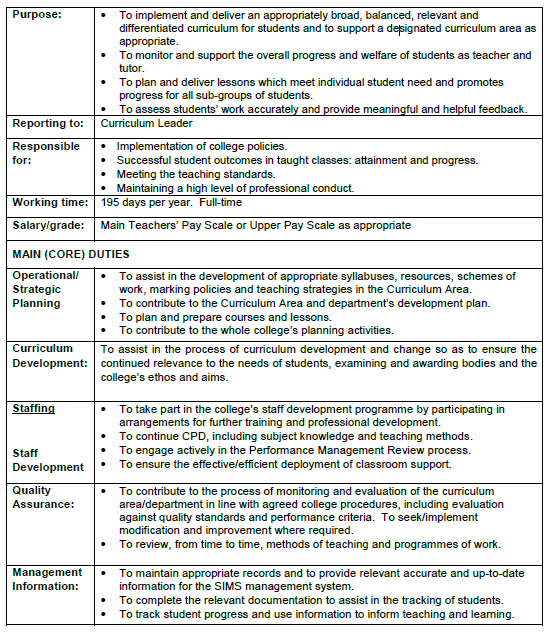 Purpose:
• To implement and deliver an appropriately broad, balanced, relevant and
differentiated curriculum for students and to support a designated curriculum area as
appropriate.
• To monitor and support the overall progress and welfare of students as teacher and
tutor.
• To plan and deliver lessons which meet individual student need and promotes
progress for all sub-groups of students.
• To assess students' work accurately and provide meaningful and helpful feedback.
Reporting to: Curriculum Leader
Responsible
for:
• Implementation of college policies.
• Successful student outcomes in taught classes: attainment and progress.
• Meeting the teaching standards.
• Maintaining a high level of professional conduct.
Working time: 195 days per year.  Full-time
Salary/grade: Main Teachers' Pay Scale or Upper Pay Scale as appropriate
MAIN (CORE) DUTIES
Operational/
Strategic
Planning
• To assist in the development of appropriate syllabuses, resources, schemes of
work, marking policies and teaching strategies in the Curriculum Area.
• To contribute to the Curriculum Area and department's development plan.
• To plan and prepare courses and lessons.
• To contribute to the whole college's planning activities.
Curriculum
Development:
To assist in the process of curriculum development and change so as to ensure the
continued relevance to the needs of students, examining and awarding bodies and the
college's ethos and aims.
Staffing
Staff
Development
• To take part in the college's staff development programme by participating in
arrangements for further training and professional development.
• To continue CPD, including subject knowledge and teaching methods.
• To engage actively in the Performance Management Review process.
• To ensure the effective/efficient deployment of classroom support.
Quality
Assurance:
• To contribute to the process of monitoring and evaluation of the curriculum
area/department in line with agreed college procedures, including evaluation
against quality standards and performance criteria.  To seek/implement
modification and improvement where required.
• To review, from time to time, methods of teaching and programmes of work.
Management
Information:
• To maintain appropriate records and to provide relevant accurate and up-to-date
information for the SIMS management system.
• To complete the relevant documentation to assist in the tracking of students.
• To track student progress and use information to inform teaching and learning.